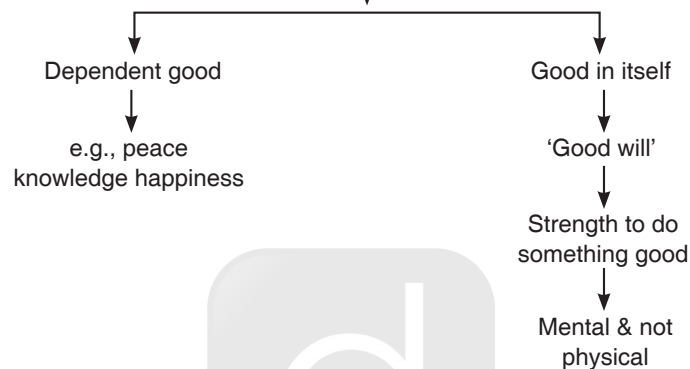 Dependent good
Good in itself
e.g., peace
knowledge happiness
‘Good will’
Strength to do
something good
Mental & not
physical